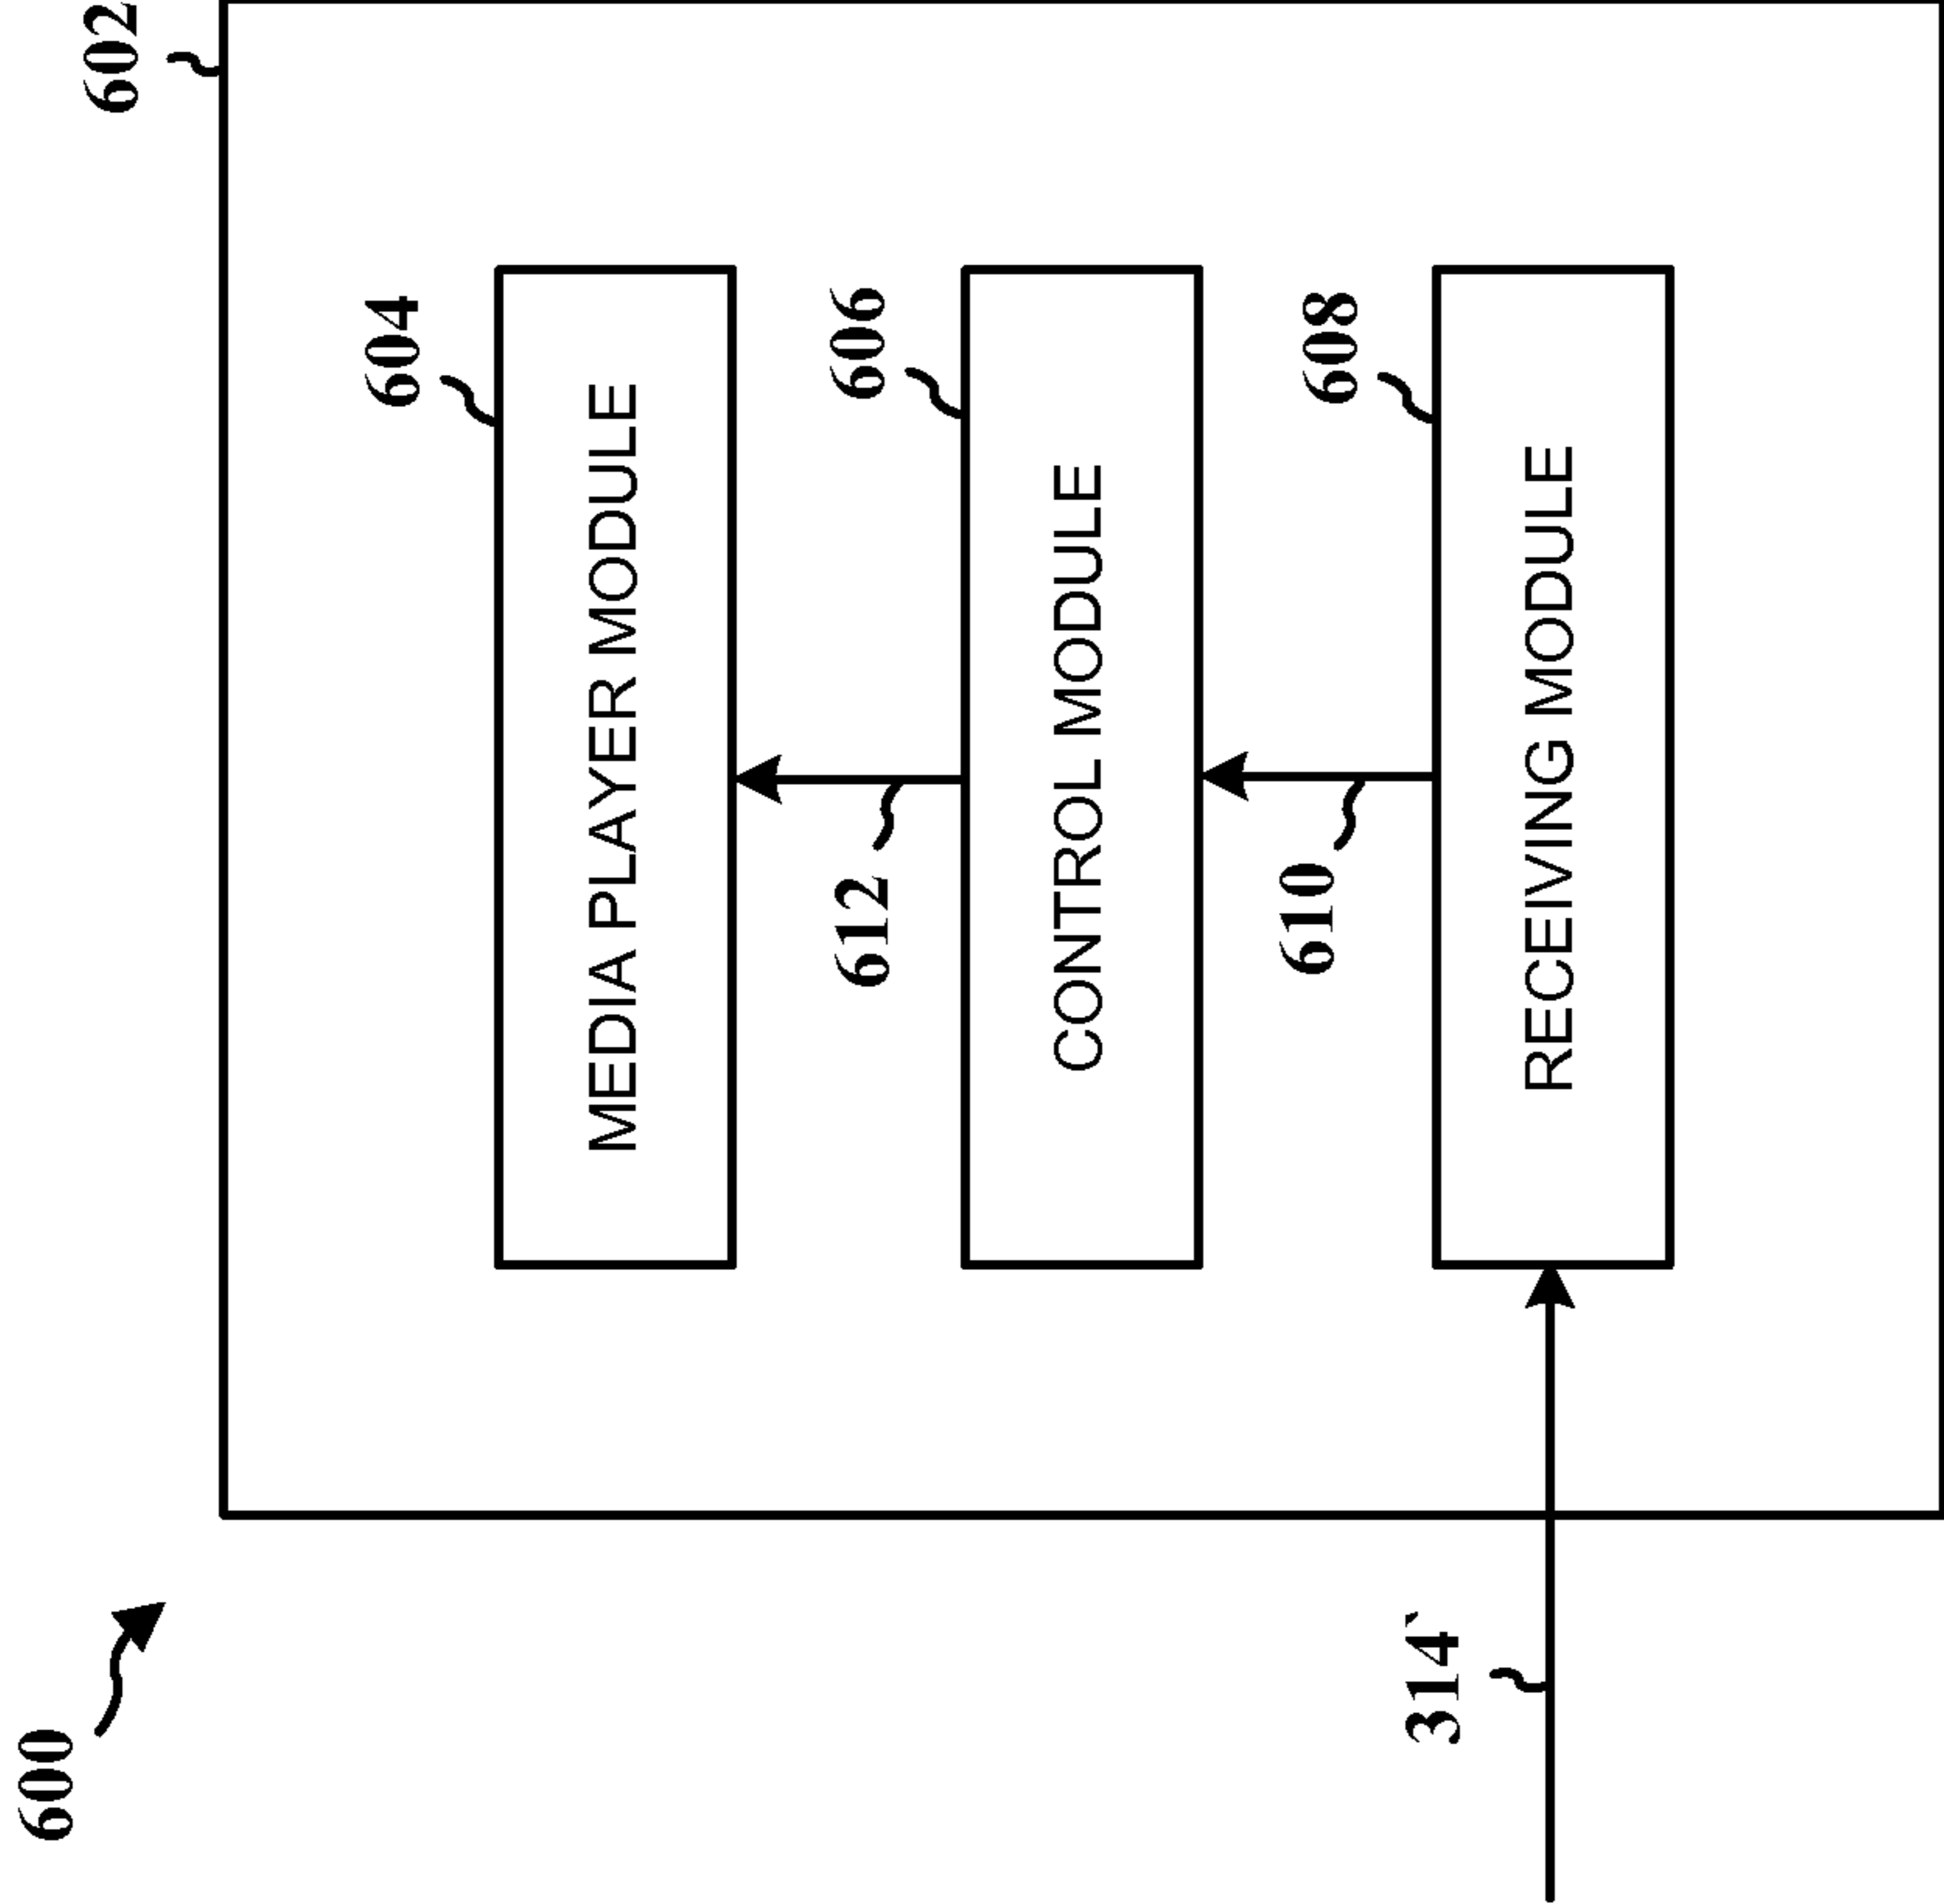 600
602
604
MEDIA PLAYER MODULE
612
606
CONTROL MODULE
610
608
RECEIVING MODULE
314`